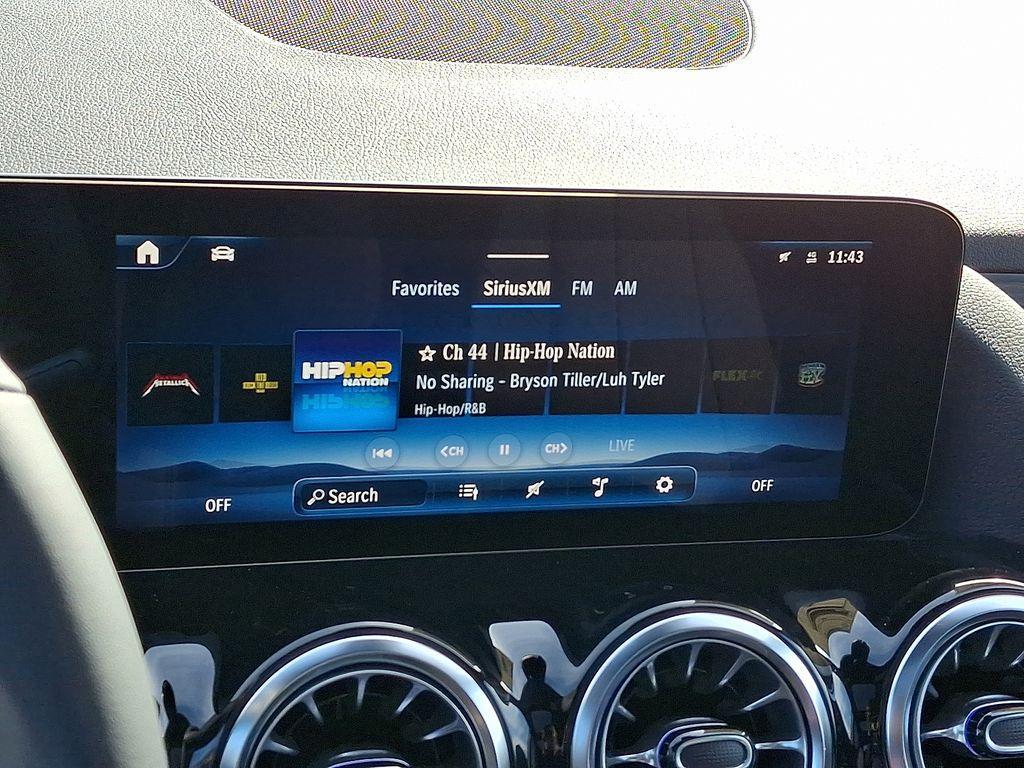 4G 11:43
Favorites SiriusXM FM AM
☆ Ch 44 | Hip-Hop Nation
METALLICA HIPHOP NATION
No Sharing - Bryson Tiller/Luh Tyler
Hip-Hop/R&B
<CH CH> LIVE
OFF Search OFF